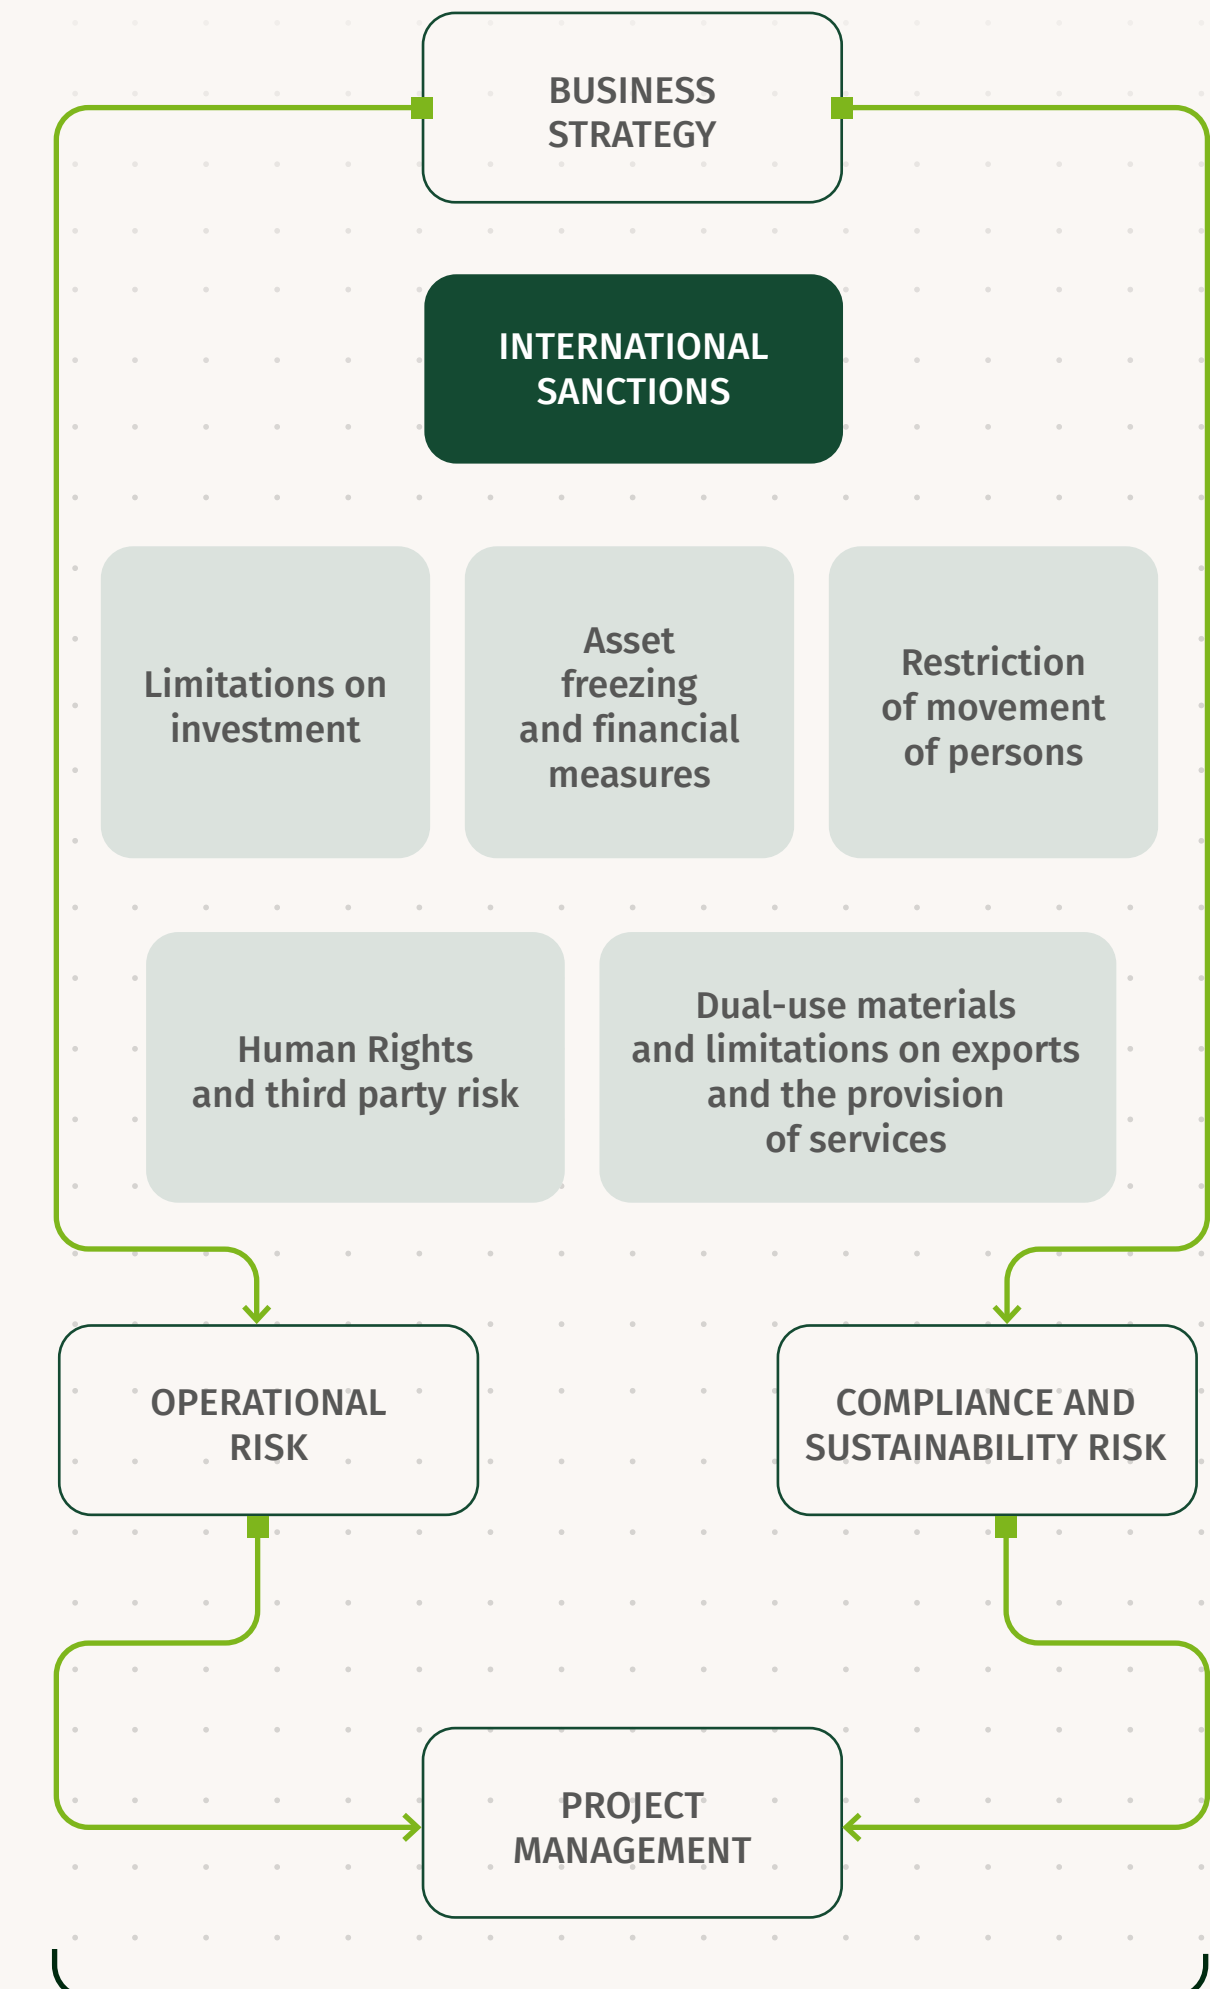 BUSINESS
STRATEGY
INTERNATIONAL
SANCTIONS
Limitations on
investment
Asset
freezing
and financial
measures
Restriction
of movement
of persons
Human Rights
and third party risk
Dual-use materials
and limitations on exports
and the provision
of services
OPERATIONAL
RISK
COMPLIANCE AND
SUSTAINABILITY RISK
PROJECT
MANAGEMENT